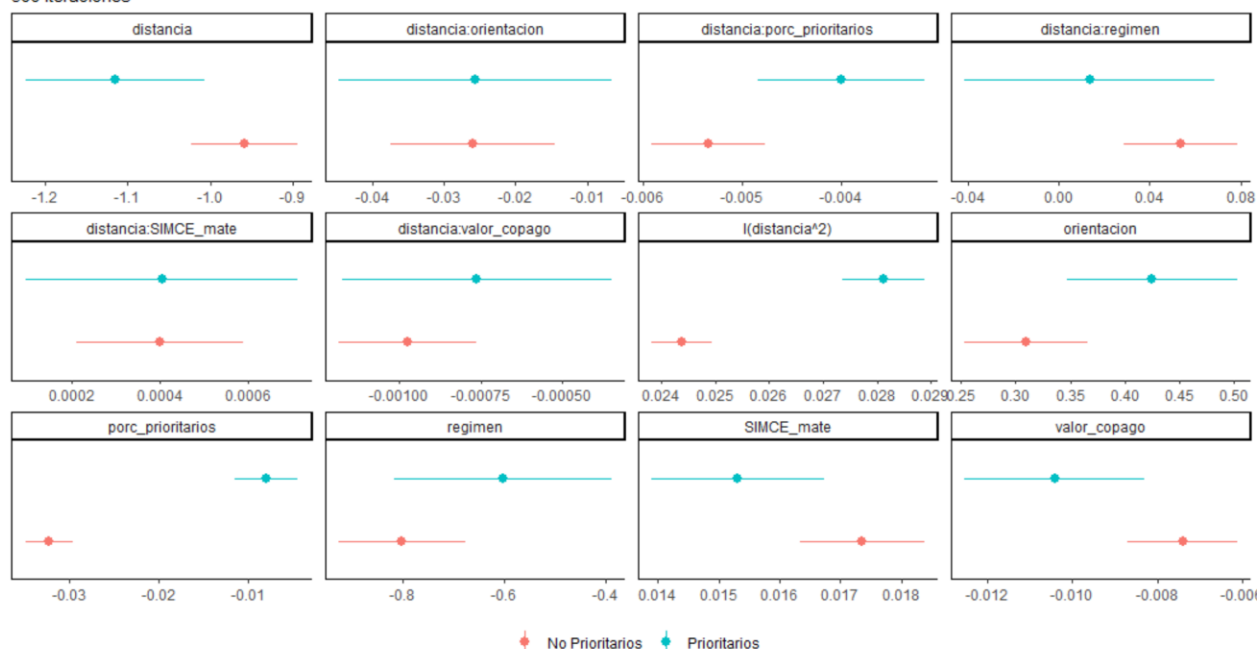 distancia distancia:orientacion distancia:porc_prioritarios distancia:regimen
-1.2 -1.1 -1.0 -0.9 -0.04 -0.03 -0.02 -0.01 -0.006 -0.005 -0.004 -0.04 0.00 0.04 0.08
distancia:SIMCE_mate distancia:valor_copago I(distancia^2) orientacion
0.0002 0.0004 0.0006 -0.00100 -0.00075 -0.00050 0.024 0.025 0.026 0.027 0.028 0.029 0.25 0.30 0.35 0.40 0.45 0.50
porc_prioritarios regimen SIMCE_mate valor_copago
-0.03 -0.02 -0.01 -0.8 -0.6 -0.4 0.014 0.015 0.016 0.017 0.018 -0.012 -0.010 -0.008
No Prioritarios Prioritarios